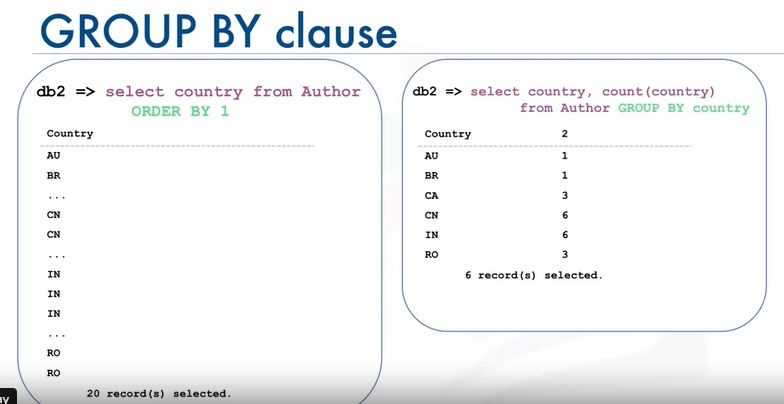 GROUP BY clause
db2 => select country from Author
ORDER BY 1
Country
AU
BR
...
CN
CN
...
IN
IN
IN
...
RO
RO
20 record(s) selected.
db2 => select country, count(country)
from Author GROUP BY country
Country 2
AU 1
BR 1
CA 3
CN 6
IN 6
RO 3
6 record(s) selected.
ay